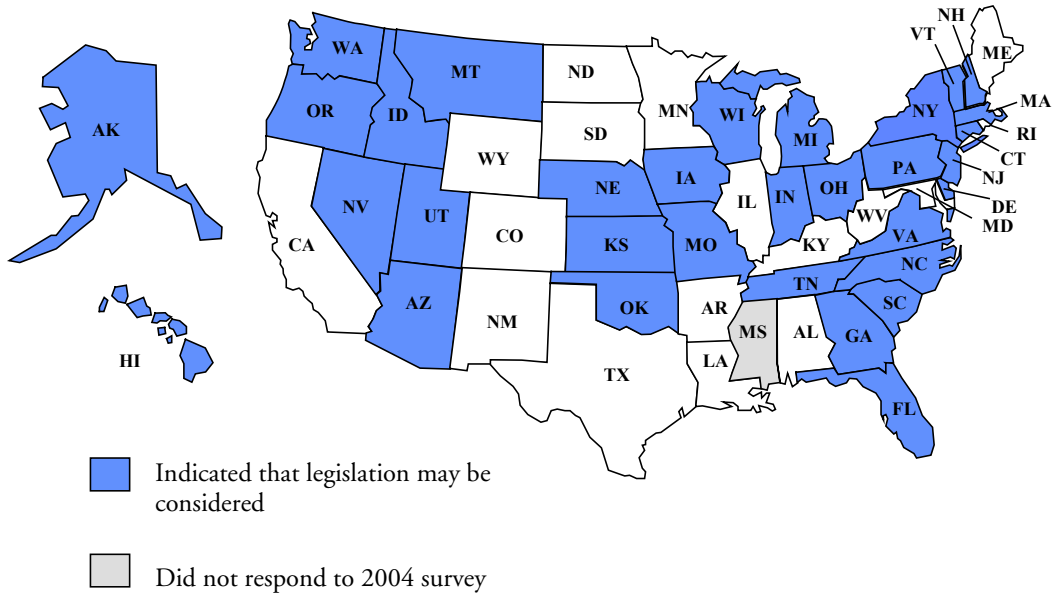 NH
VT
ME
WA
MT
ND
MN
MA
OR
ID
SD
WI
NY
MI
RI
AK
WY
CT
PA
NJ
NE
IA
OH
IL
IN
DE
NV
UT
WV
MD
CO
CA
KS
MO
KY
VA
NC
TN
AZ
OK
AR
SC
NM
MS
AL
GA
HI
LA
TX
FL
Indicated that legislation may be
considered
Did not respond to 2004 survey